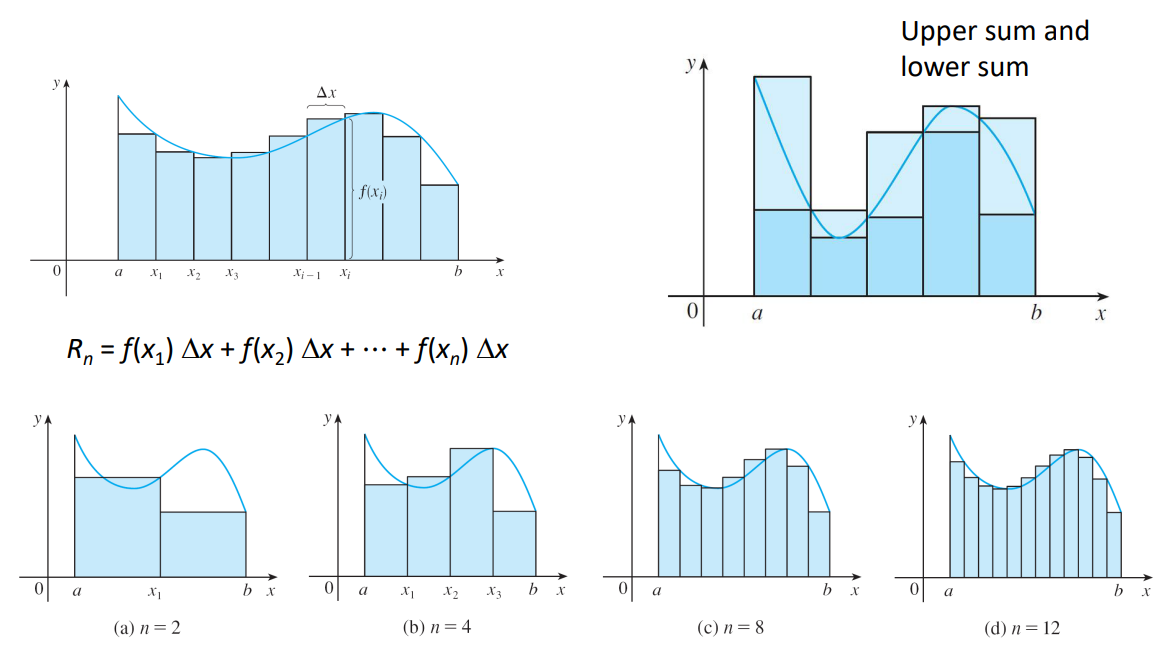 Upper sum and
lower sum
y
Δx
f(xᵢ)
0 a x₁ x₂ x₃ xᵢ₋₁ xᵢ b x
y
0 a b x
Rₙ = f(x₁) Δx + f(x₂) Δx + ⋯ + f(xₙ) Δx
y
0 a x₁ b x
(a) n = 2
y
0 a x₁ x₂ x₃ b x
(b) n = 4
y
0 a b x
(c) n = 8
y
0 a b x
(d) n = 12